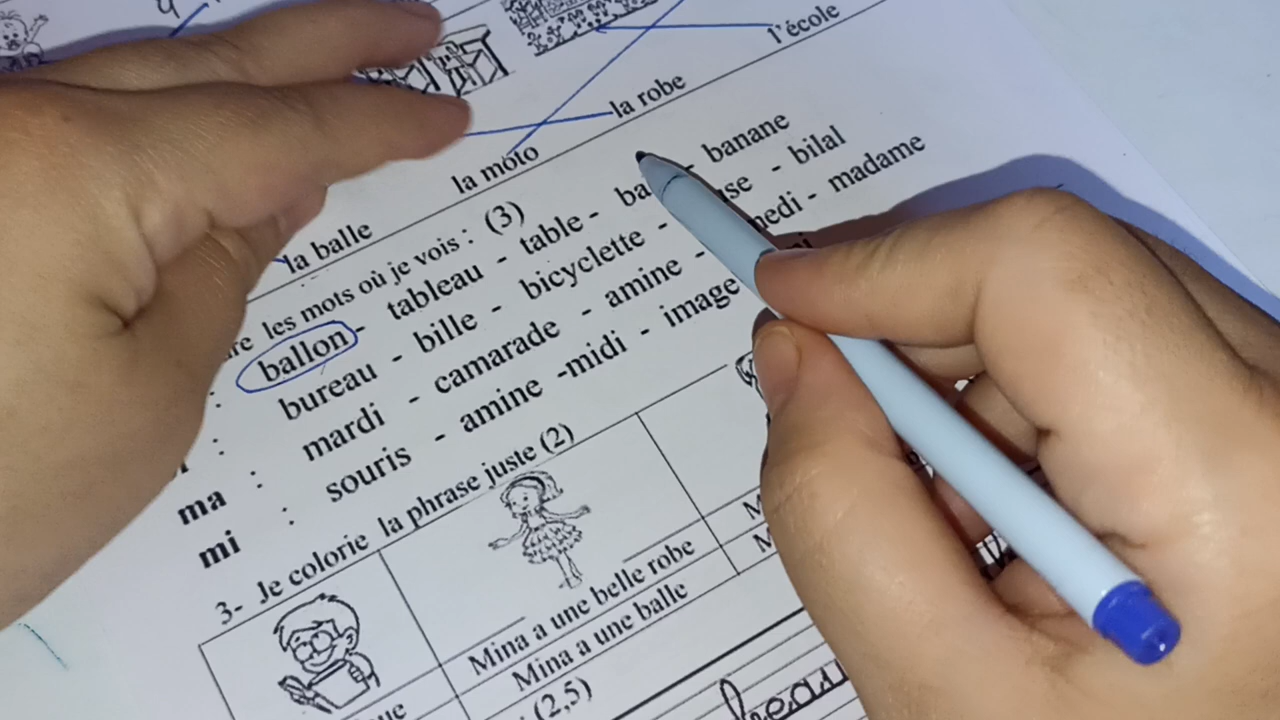 l'école
la robe
la moto
la balle
les mots où je vois : (3)
ballon - tableau - table - - banane
bureau - bille - bicyclette - - bilal
ma : mardi - camarade - amine - - madame
mi : souris - amine -midi - image
3- Je colorie la phrase juste (2)
Mina a une belle robe
Mina a une balle
(2,5)